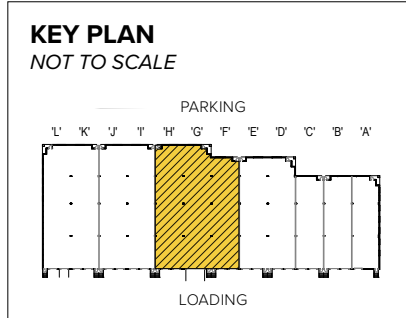 KEY PLAN
NOT TO SCALE
PARKING
'L' 'K' 'J' 'I' 'H' 'G' 'F' 'E' 'D' 'C' 'B' 'A'
LOADING